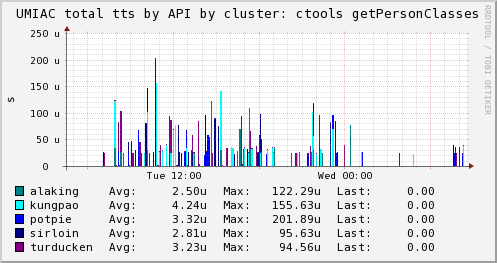 UMIAC total tts by API by cluster: ctools getPersonClasses
RRDTOOL / TOBI OETIKER
250 u
200 u
150 u
100 u
50 u
0
s
Tue 12:00 Wed 00:00
alaking Avg: 2.50u Max: 122.29u Last: 0.00
kungpao Avg: 4.24u Max: 155.63u Last: 0.00
potpie Avg: 3.32u Max: 201.89u Last: 0.00
sirloin Avg: 2.81u Max: 95.63u Last: 0.00
turducken Avg: 3.23u Max: 94.56u Last: 0.00